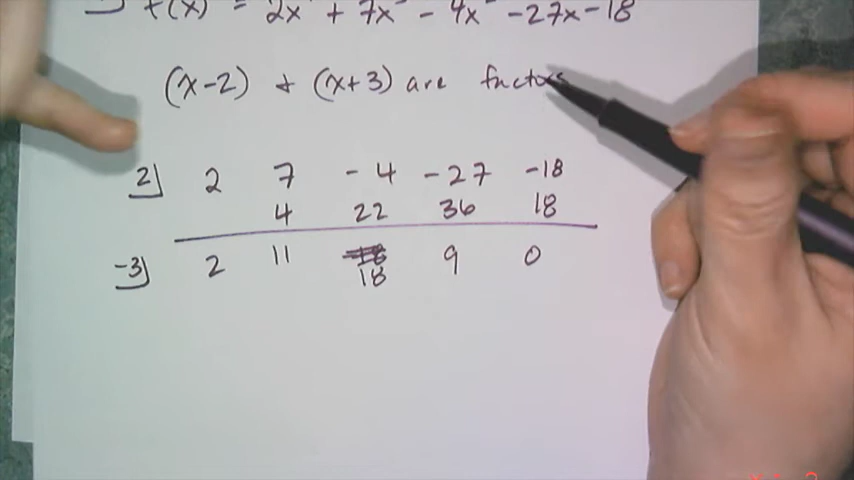 f(x) = 2x + 7x - 4x - 27x - 18
(x-2) & (x+3) are factors
2 2 7 -4 -27 -18
4 22 36 18
-3 2 11 18 9 0